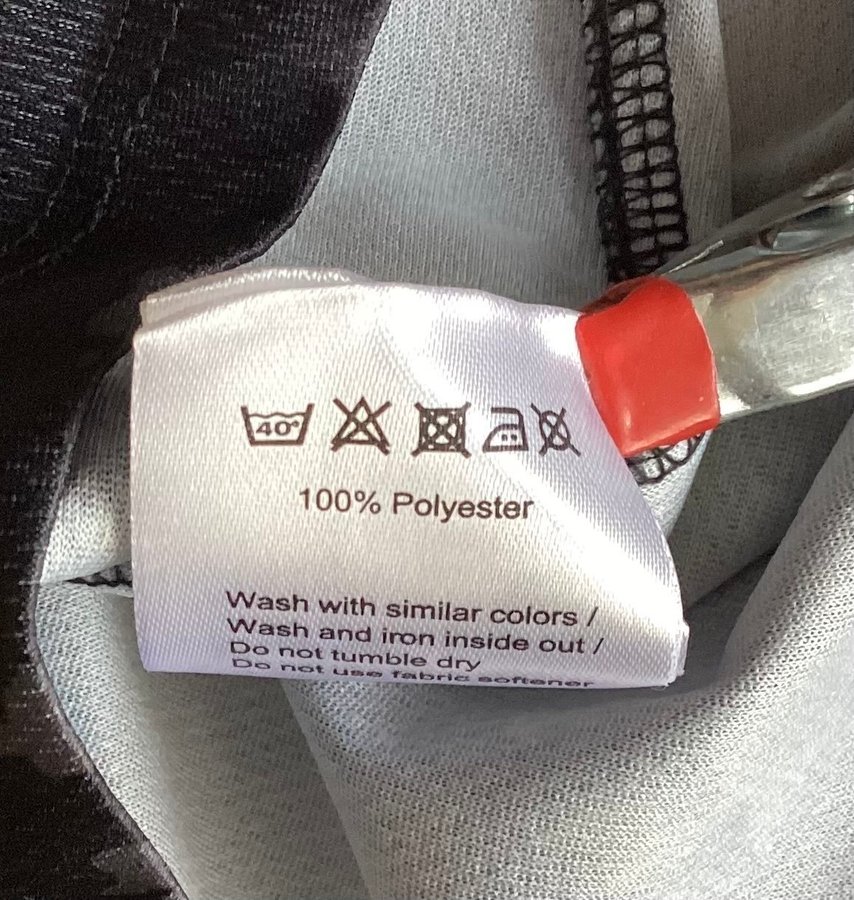 40°
100% Polyester
Wash with similar colors /
Wash and iron inside out /
Do not tumble dry
Do not use fabric softener